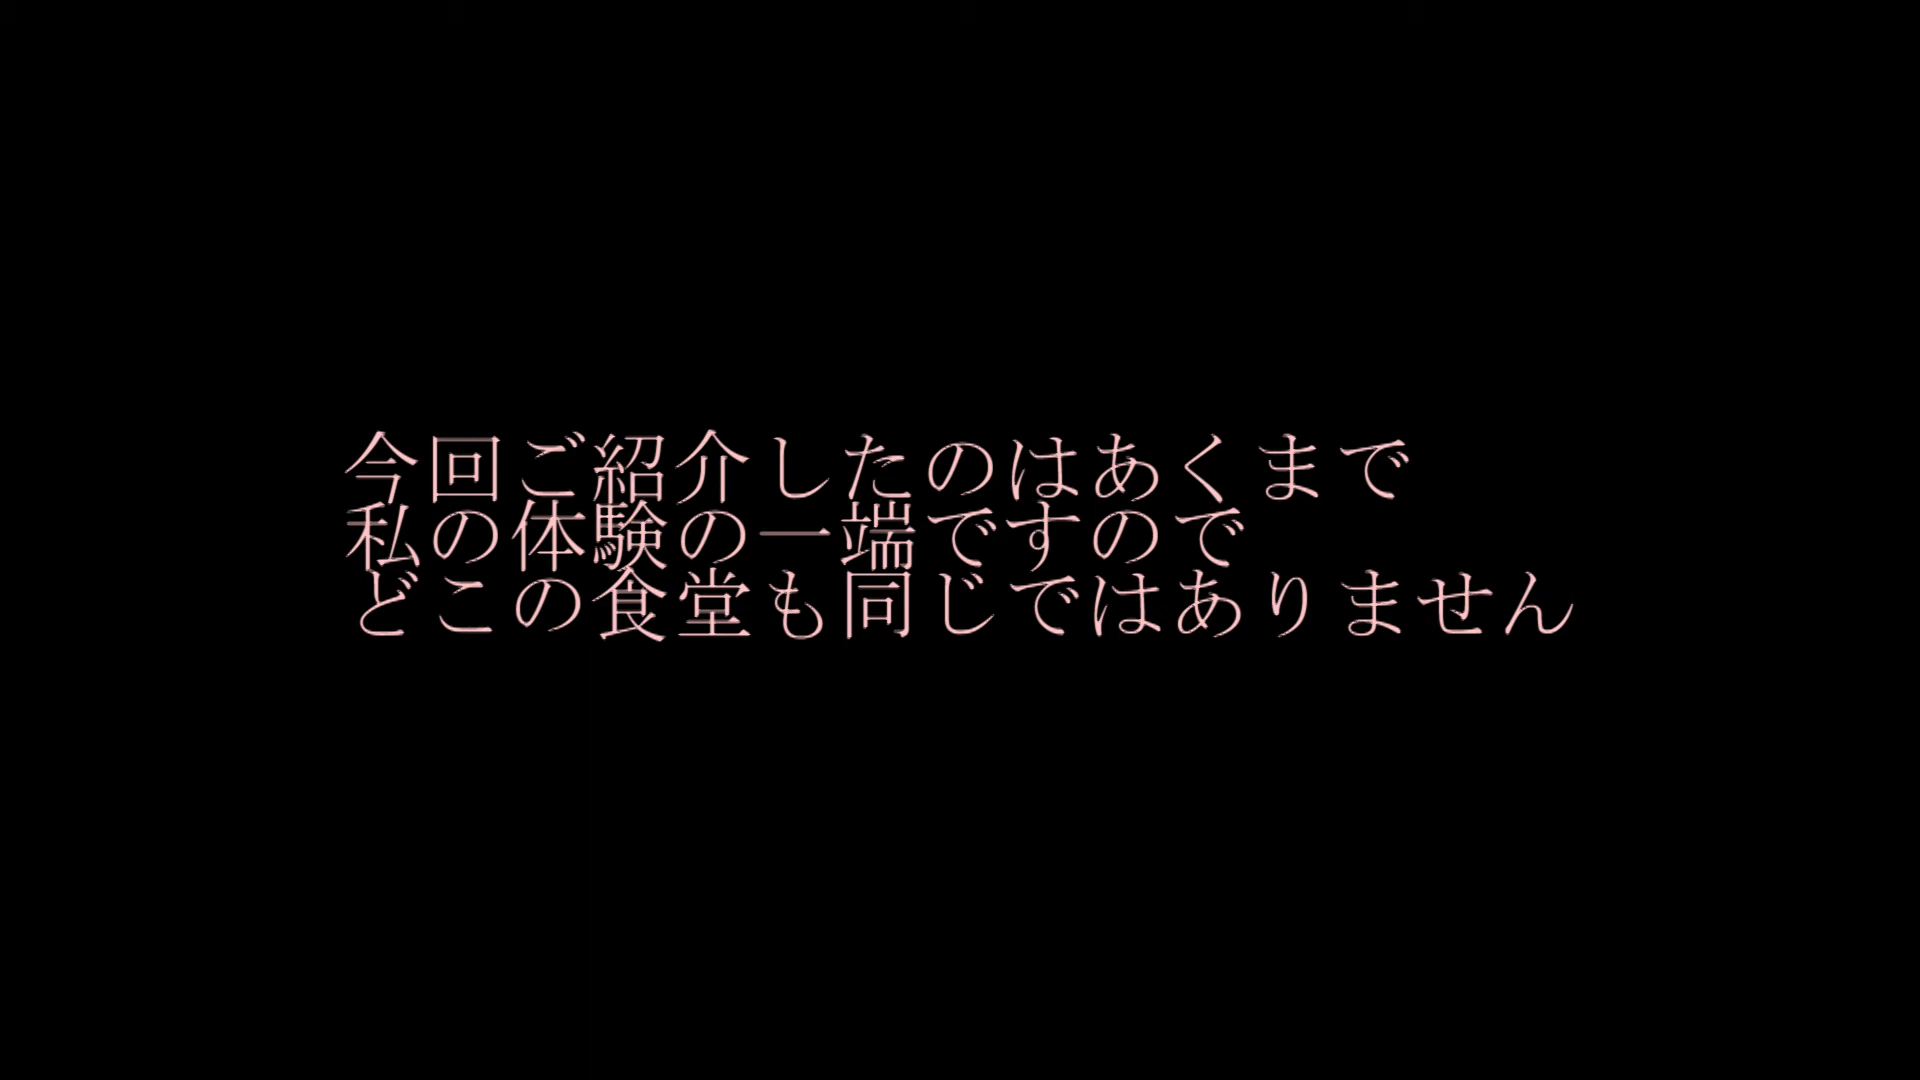 今回ご紹介したのはあくまで
私の体験の一端ですので
どこの食堂も同じではありません